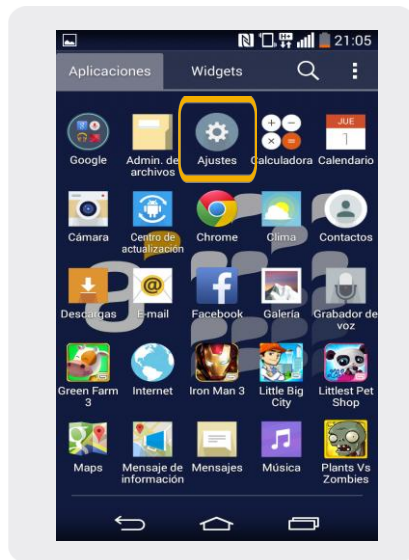 21:05
Aplicaciones Widgets
JUE
1
Google Admin. de Ajustes Calculadora Calendario
archivos
Cámara Centro de Chrome Clima Contactos
actualización
Descargas E-mail Facebook Galería Grabador de
voz
Green Farm Internet Iron Man 3 Little Big Littlest Pet
3 City Shop
Maps Mensaje de Mensajes Música Plants Vs
información Zombies